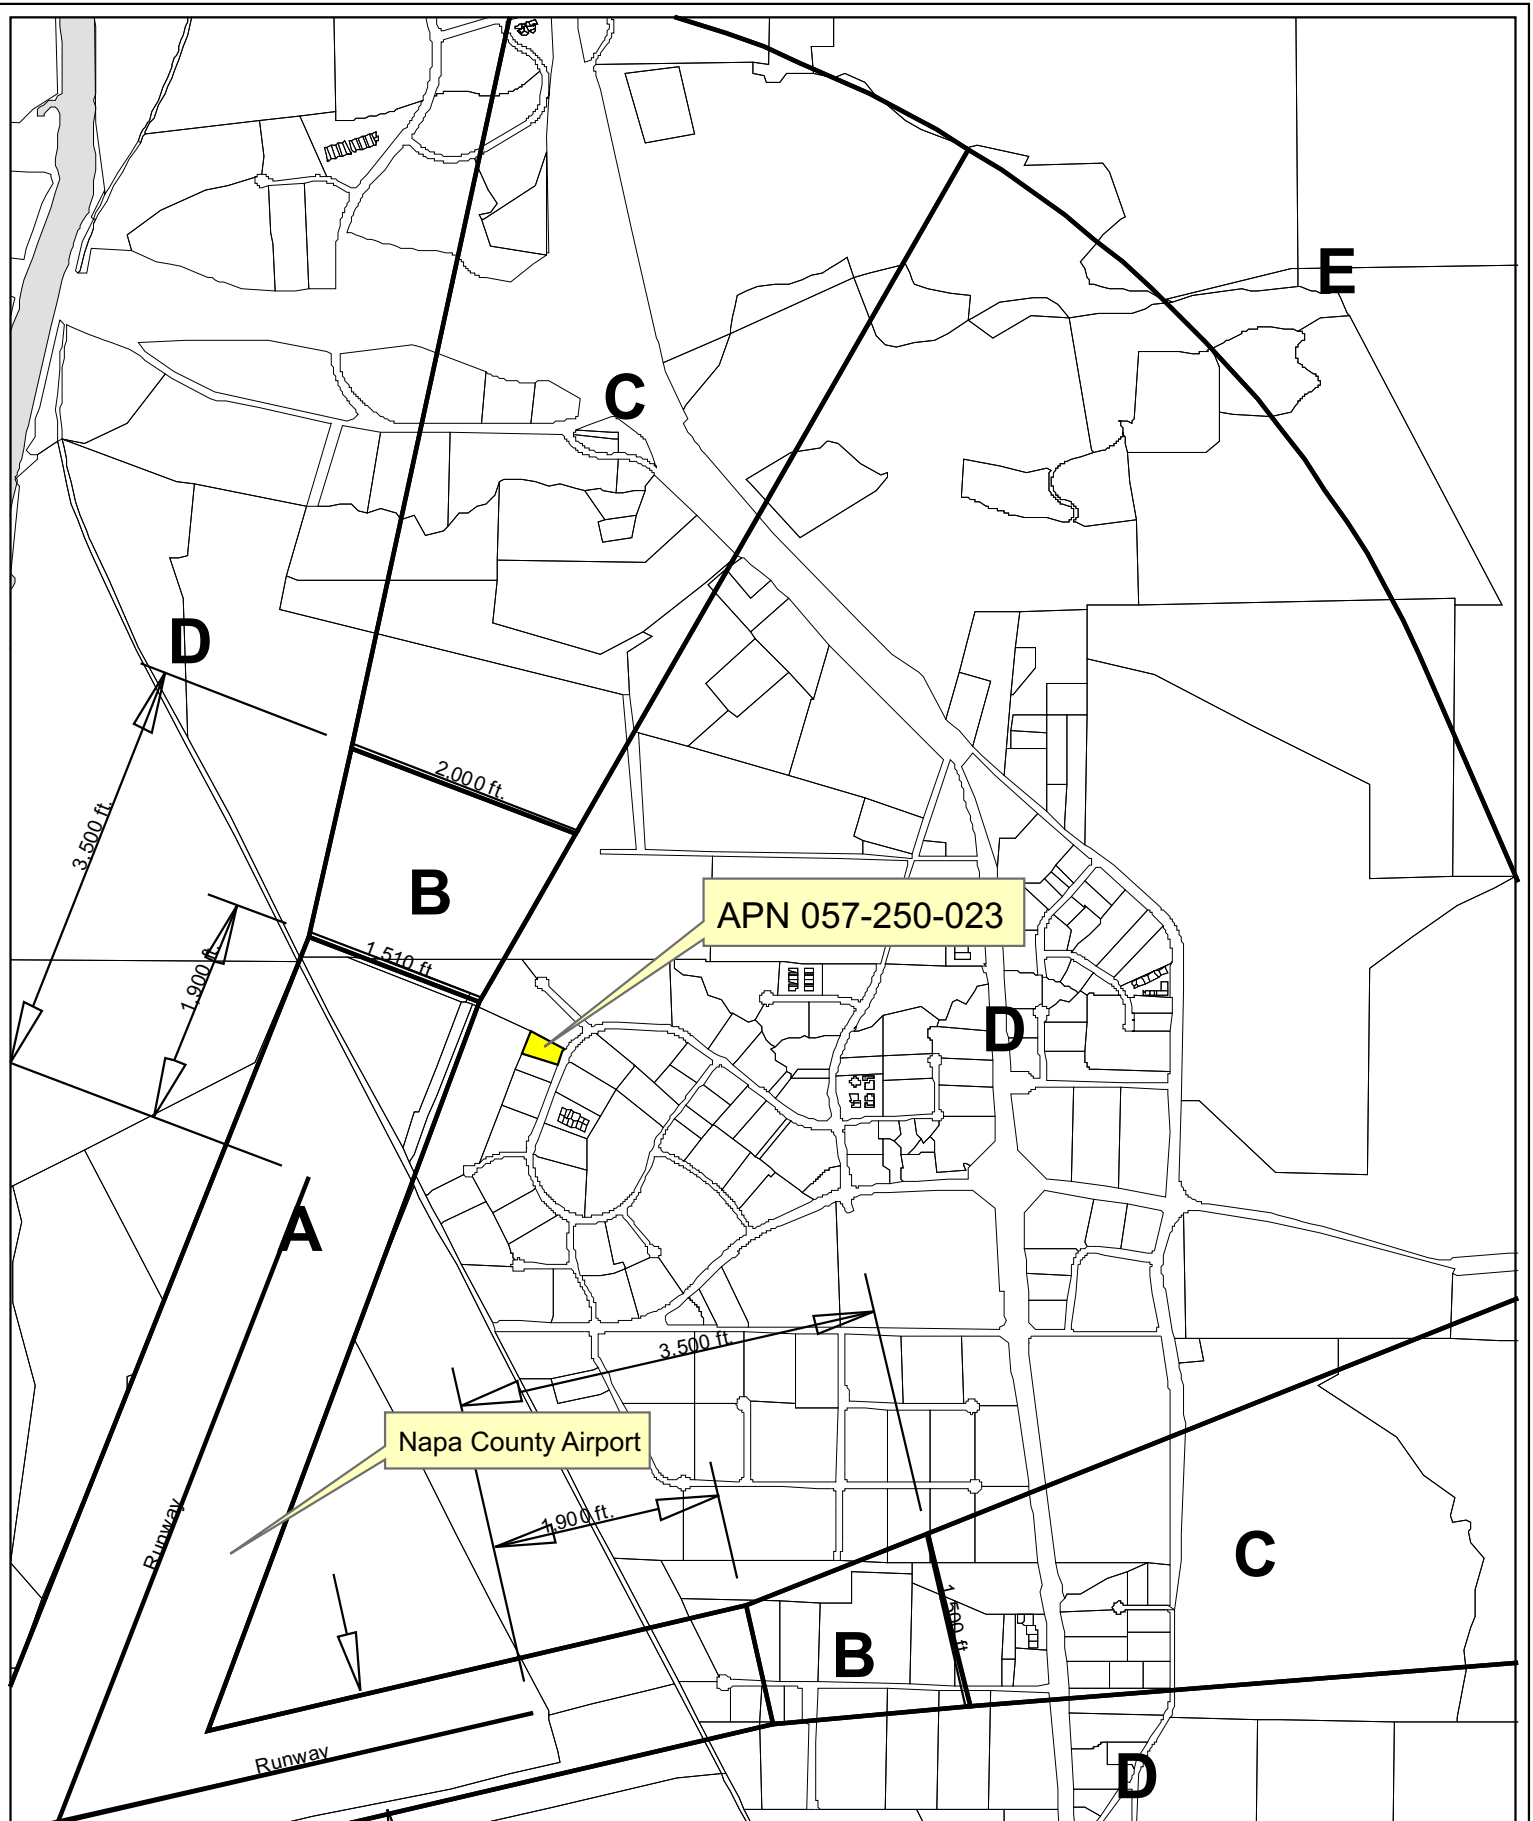 E
C
D
2,000 ft.
3,500 ft.
B
APN 057-250-023
1,510 ft
1,900 ft.
D
A
3,500 ft.
Napa County Airport
Runway
1,900 ft.
C
1,500 ft
B
Runway
D